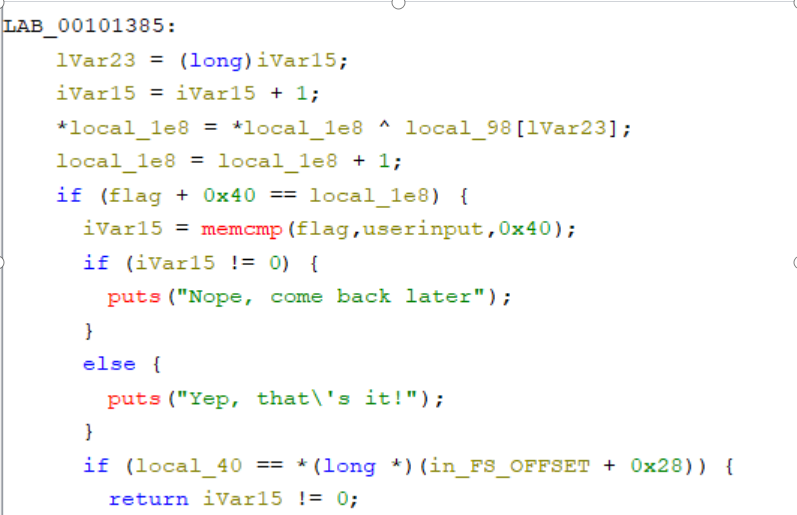 LAB_00101385:
lVar23 = (long)iVar15;
iVar15 = iVar15 + 1;
*local_1e8 = *local_1e8 ^ local_98[lVar23];
local_1e8 = local_1e8 + 1;
if (flag + 0x40 == local_1e8) {
iVar15 = memcmp(flag,userinput,0x40);
if (iVar15 != 0) {
puts("Nope, come back later");
}
else {
puts("Yep, that\'s it!");
}
if (local_40 == *(long *)(in_FS_OFFSET + 0x28)) {
return iVar15 != 0;